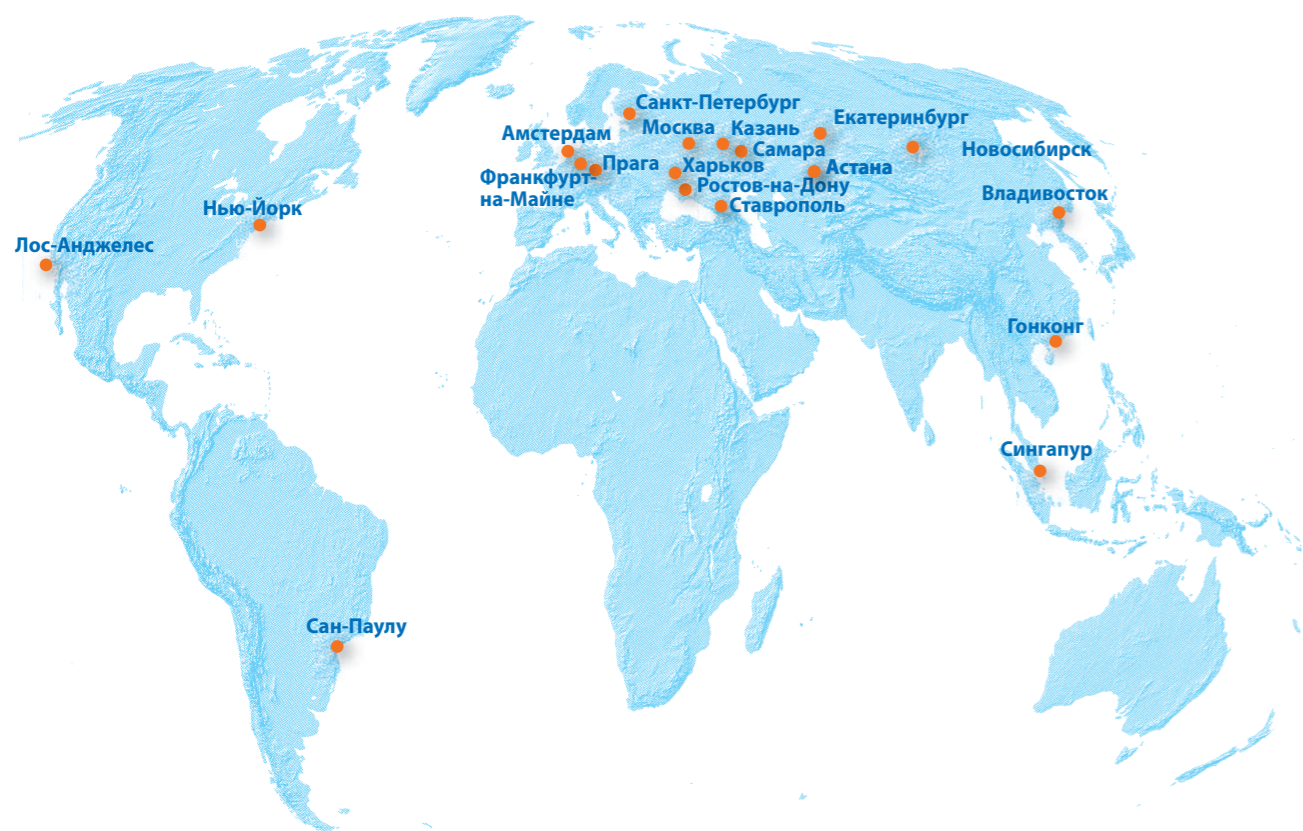 Санкт-Петербург
Екатеринбург
Москва
Казань
Амстердам
Самара
Новосибирск
Прага
Харьков
Астана
Франкфурт-
на-Майне
Ростов-на-Дону
Владивосток
Ставрополь
Нью-Йорк
Лос-Анджелес
Гонконг
Сингапур
Сан-Паулу